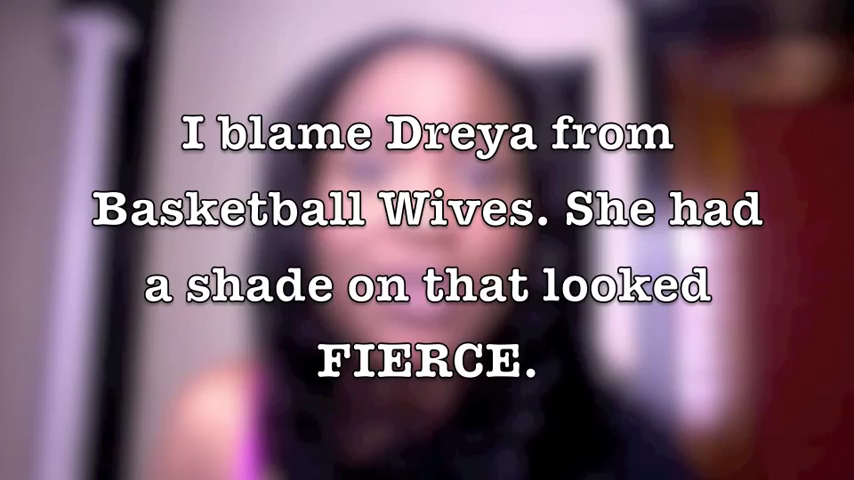 I blame Dreya from
Basketball Wives. She had
a shade on that looked
FIERCE.